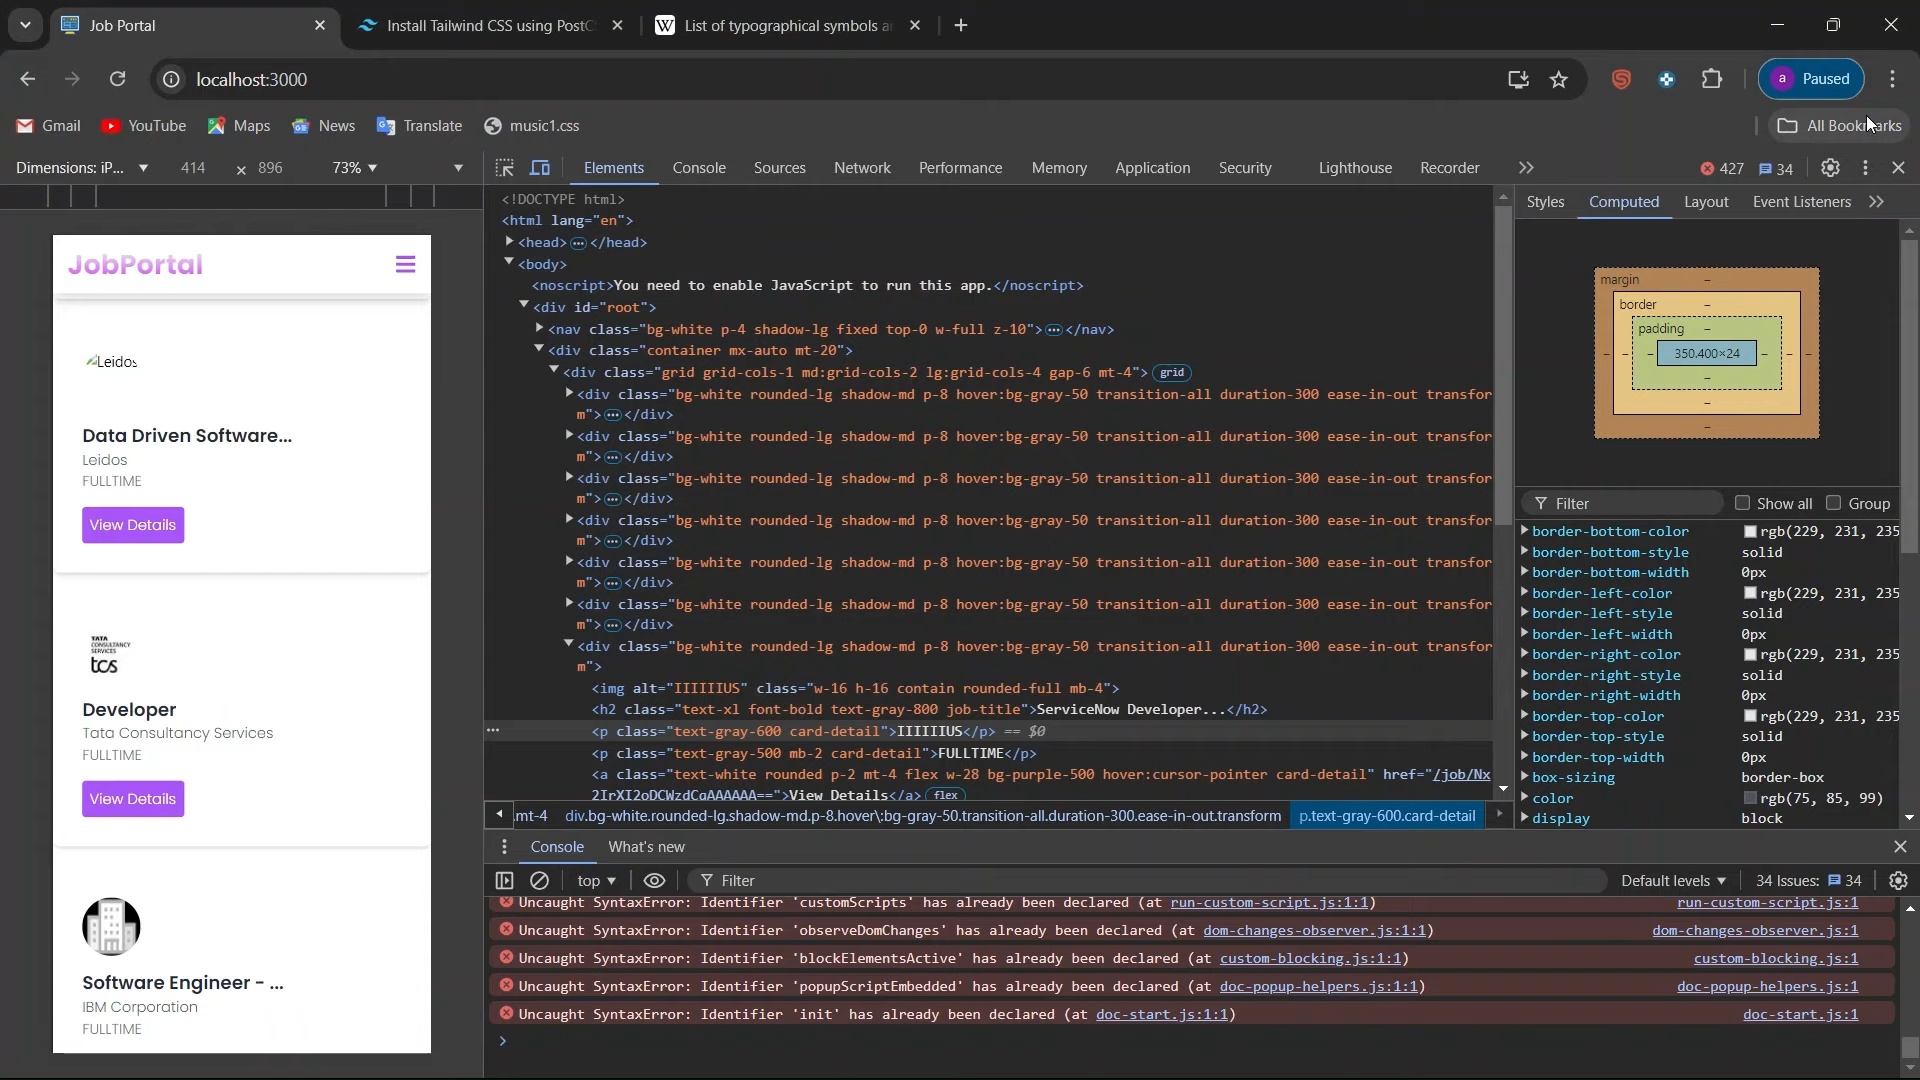 Job Portal
Install Tailwind CSS using PostC
List of typographical symbols a
localhost:3000
a Paused
Gmail
YouTube
Maps
News
Translate
music1.css
All Bookmarks
Dimensions: iP...
414 × 896
73%
Elements
Console
Sources
Network
Performance
Memory
Application
Security
Lighthouse
Recorder
427
34
JobPortal
Leidos
Data Driven Software...
Leidos
FULLTIME
View Details
TATA
CONSULTANCY
SERVICES
tcs
Developer
Tata Consultancy Services
FULLTIME
View Details
Software Engineer - ...
IBM Corporation
FULLTIME
<!DOCTYPE html>
<html lang="en">
<head>…</head>
<body>
<noscript>You need to enable JavaScript to run this app.</noscript>
<div id="root">
<nav class="bg-white p-4 shadow-lg fixed top-0 w-full z-10">…</nav>
<div class="container mx-auto mt-20">
<div class="grid grid-cols-1 md:grid-cols-2 lg:grid-cols-4 gap-6 mt-4"> grid
<div class="bg-white rounded-lg shadow-md p-8 hover:bg-gray-50 transition-all duration-300 ease-in-out transfor
m">…</div>
<div class="bg-white rounded-lg shadow-md p-8 hover:bg-gray-50 transition-all duration-300 ease-in-out transfor
m">…</div>
<div class="bg-white rounded-lg shadow-md p-8 hover:bg-gray-50 transition-all duration-300 ease-in-out transfor
m">…</div>
<div class="bg-white rounded-lg shadow-md p-8 hover:bg-gray-50 transition-all duration-300 ease-in-out transfor
m">…</div>
<div class="bg-white rounded-lg shadow-md p-8 hover:bg-gray-50 transition-all duration-300 ease-in-out transfor
m">…</div>
<div class="bg-white rounded-lg shadow-md p-8 hover:bg-gray-50 transition-all duration-300 ease-in-out transfor
m">…</div>
<div class="bg-white rounded-lg shadow-md p-8 hover:bg-gray-50 transition-all duration-300 ease-in-out transfor
m">
<img alt="IIIIIIUS" class="w-16 h-16 contain rounded-full mb-4">
<h2 class="text-xl font-bold text-gray-800 job-title">ServiceNow Developer...</h2>
<p class="text-gray-600 card-detail">IIIIIIUS</p> == $0
<p class="text-gray-500 mb-2 card-detail">FULLTIME</p>
<a class="text-white rounded p-2 mt-4 flex w-28 bg-purple-500 hover:cursor-pointer card-detail" href="/job/Nx
2IrXI2oDCWzdCqAAAAAA==">View Details</a> flex
.mt-4
div.bg-white.rounded-lg.shadow-md.p-8.hover\:bg-gray-50.transition-all.duration-300.ease-in-out.transform
p.text-gray-600.card-detail
Styles
Computed
Layout
Event Listeners
margin –
border –
padding –
– – – 350.400×24 – – –
–
–
–
Filter
Show all
Group
border-bottom-color rgb(229, 231, 235
border-bottom-style solid
border-bottom-width 0px
border-left-color rgb(229, 231, 235
border-left-style solid
border-left-width 0px
border-right-color rgb(229, 231, 235
border-right-style solid
border-right-width 0px
border-top-color rgb(229, 231, 235
border-top-style solid
border-top-width 0px
box-sizing border-box
color rgb(75, 85, 99)
display block
Console
What's new
top
Filter
Default levels
34 Issues: 34
Uncaught SyntaxError: Identifier 'customScripts' has already been declared (at run-custom-script.js:1:1) run-custom-script.js:1
Uncaught SyntaxError: Identifier 'observeDomChanges' has already been declared (at dom-changes-observer.js:1:1) dom-changes-observer.js:1
Uncaught SyntaxError: Identifier 'blockElementsActive' has already been declared (at custom-blocking.js:1:1) custom-blocking.js:1
Uncaught SyntaxError: Identifier 'popupScriptEmbedded' has already been declared (at doc-popup-helpers.js:1:1) doc-popup-helpers.js:1
Uncaught SyntaxError: Identifier 'init' has already been declared (at doc-start.js:1:1) doc-start.js:1